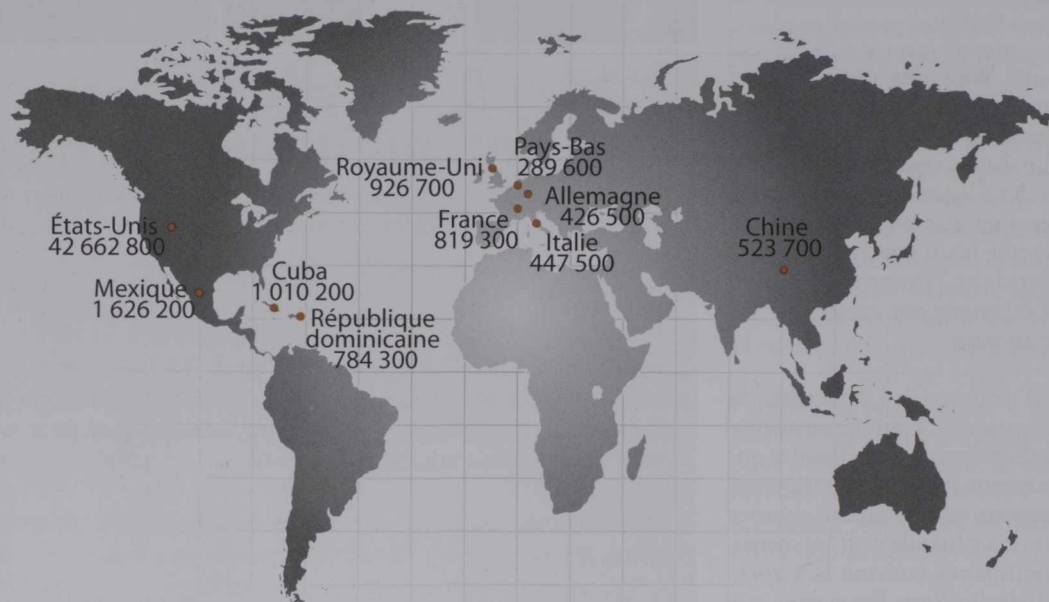 Pays-Bas
289 600
Royaume-Uni
926 700
Allemagne
426 500
France
819 300
Italie
447 500
Chine
523 700
États-Unis
42 662 800
Mexique
1 626 200
Cuba
1 010 200
République
dominicaine
784 300